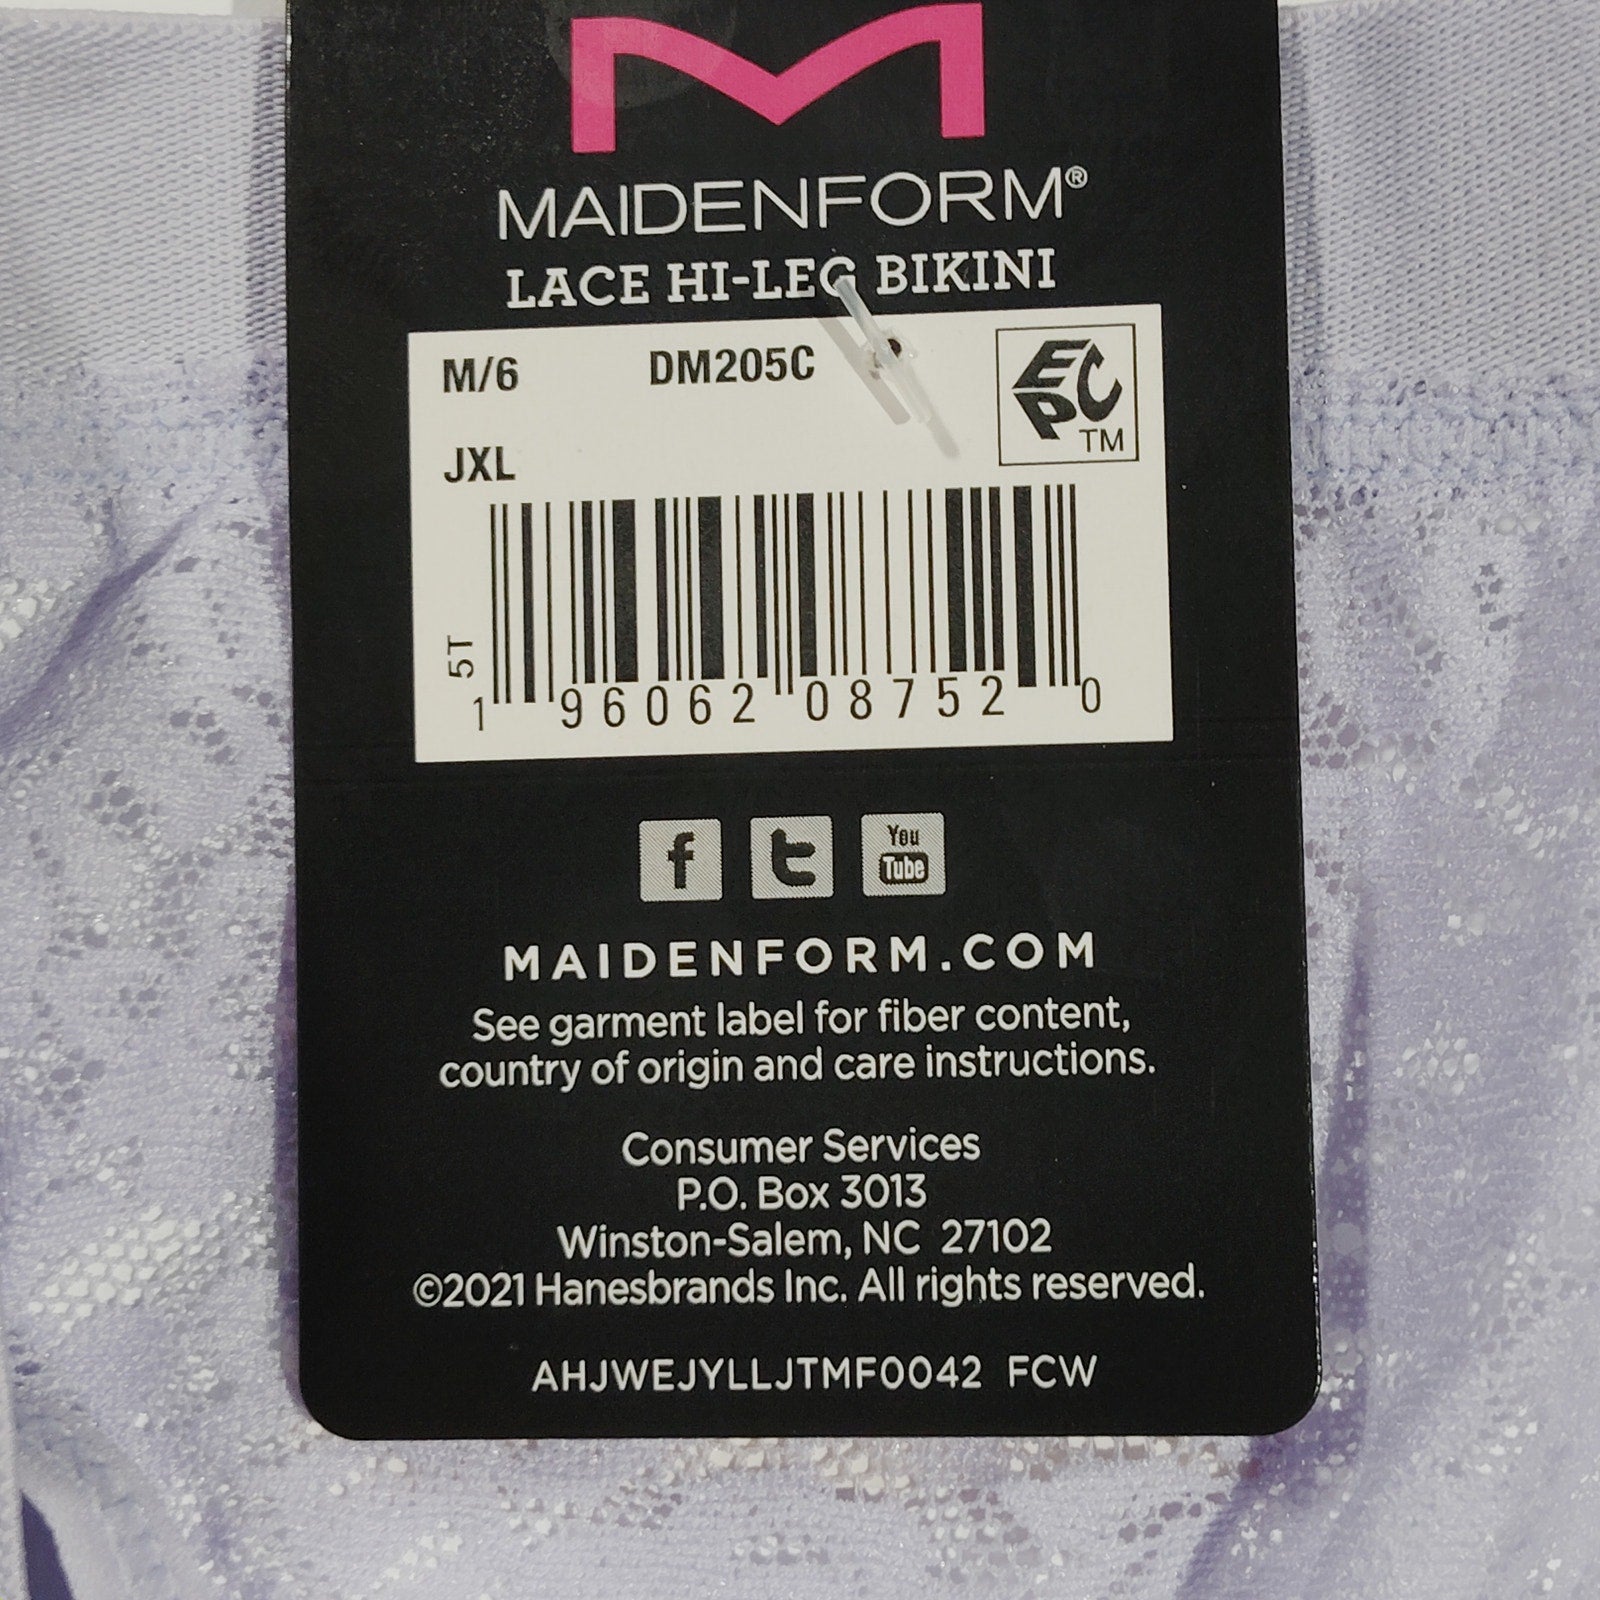 MAIDENFORM®
LACE HI-LEG BIKINI
M/6 DM205C
EPC TM
JXL
5T
1 96062 08752 0
f t You Tube
MAIDENFORM.COM
See garment label for fiber content,
country of origin and care instructions.
Consumer Services
P.O. Box 3013
Winston-Salem, NC 27102
©2021 Hanesbrands Inc. All rights reserved.
AHJWEJYLLJTMF0042 FCW